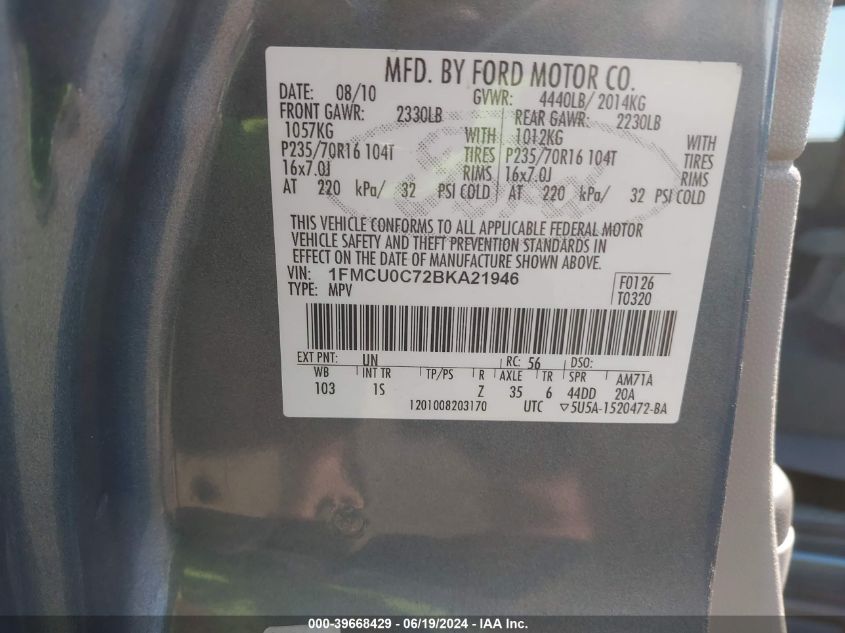 MFD. BY FORD MOTOR CO.
DATE: 08/10 GVWR: 4440LB/ 2014KG
FRONT GAWR: 2330LB REAR GAWR: 2230LB
1057KG WITH 1012KG WITH
P235/70R16 104T TIRES P235/70R16 104T TIRES
16x7.0J RIMS 16x7.0J RIMS
AT 220 kPa/ 32 PSI COLD AT 220 kPa/ 32 PSI COLD
THIS VEHICLE CONFORMS TO ALL APPLICABLE FEDERAL MOTOR
VEHICLE SAFETY AND THEFT PREVENTION STANDARDS IN
EFFECT ON THE DATE OF MANUFACTURE SHOWN ABOVE.
VIN: 1FMCU0C72BKA21946 F0126
TYPE: MPV T0320
EXT PNT: UN RC: 56 DSO:
WB INT TR TP/PS R AXLE TR SPR AM71A
103 1S Z 35 6 44DD 20A
1201008203170 UTC ▽5U5A-1520472-BA
000-39668429 - 06/19/2024 - IAAI.com